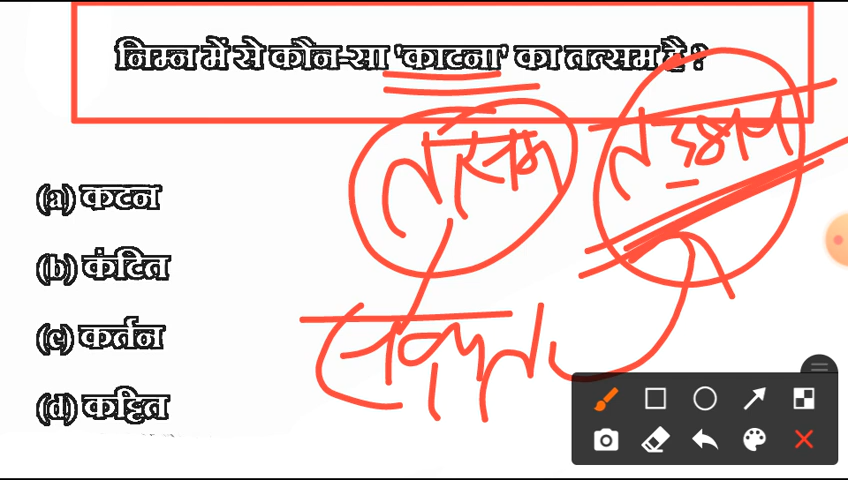 निम्न में से कौन-सा 'काटना' का तत्सम है ?
तत्सम तद्भव
(a) कटन
(b) कंटित
(c) कर्तन
(d) कट्टित